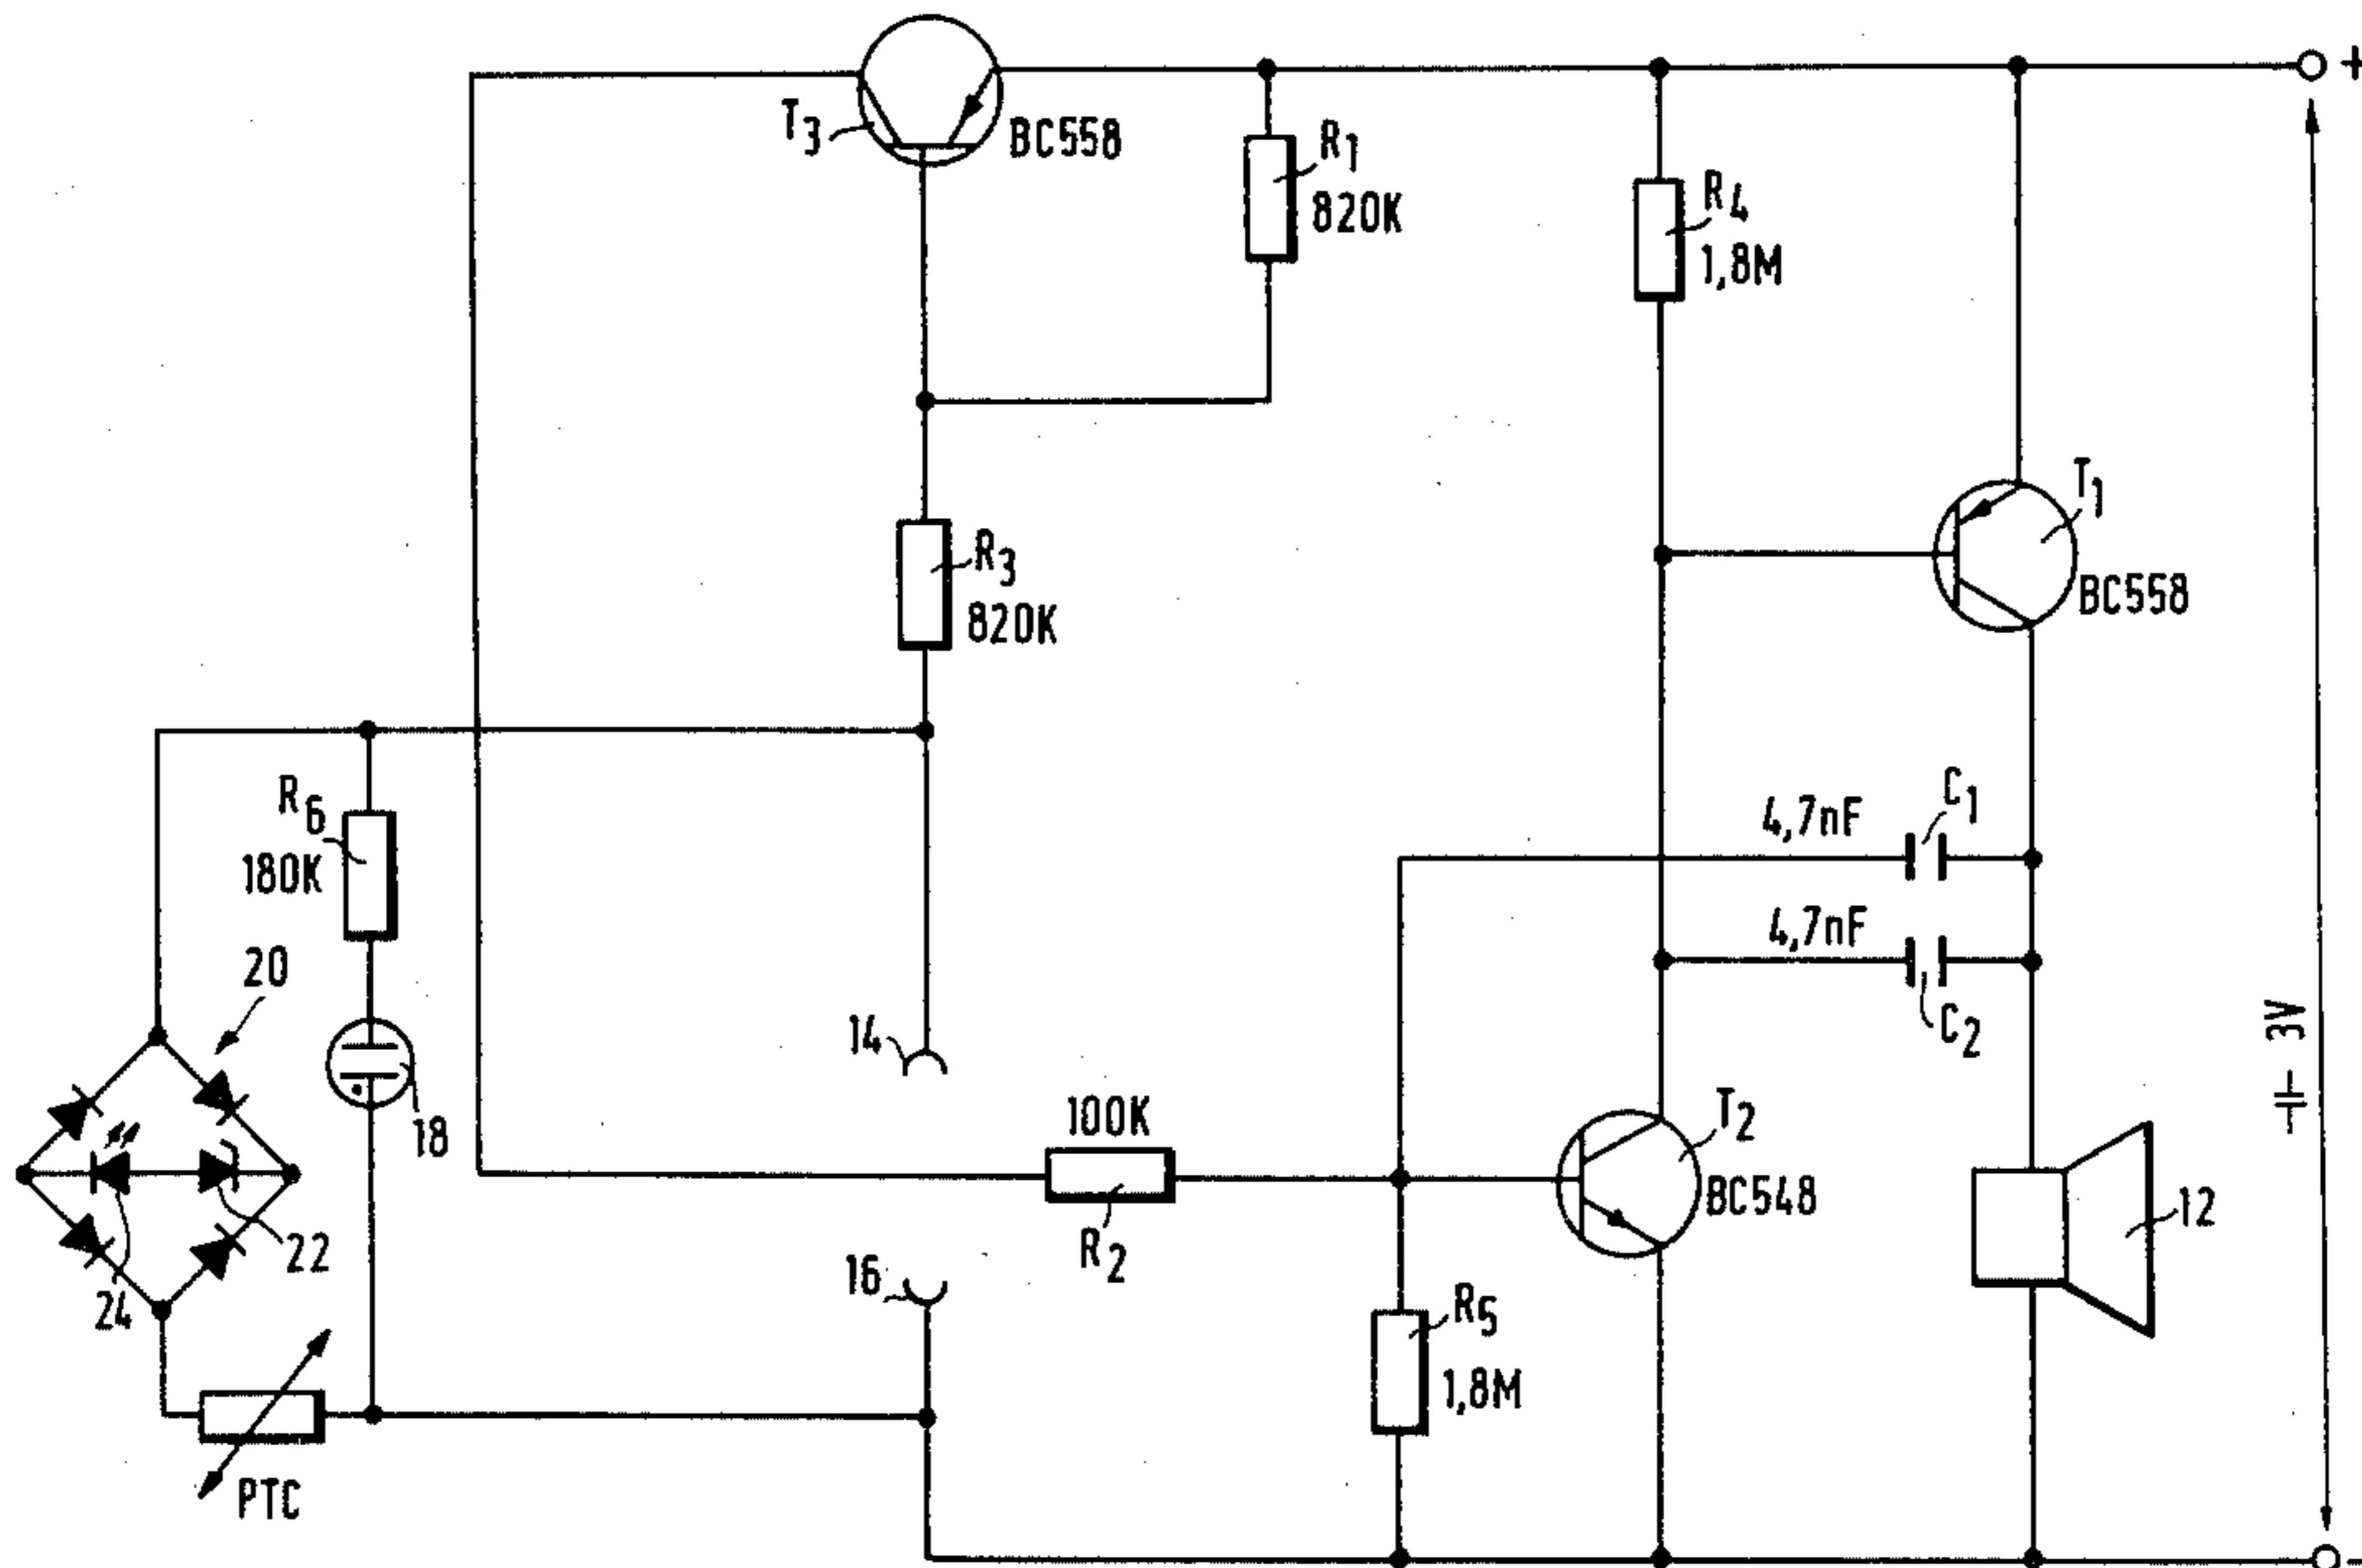 T3
BC558
R1
820K
R4
1,8M
+
T1
BC558
R3
820K
R6
180K
20
18
22
24
PTC
14
16
100K
R2
4,7nF
C1
4,7nF
C2
T2
BC548
R5
1,8M
12
3V
-